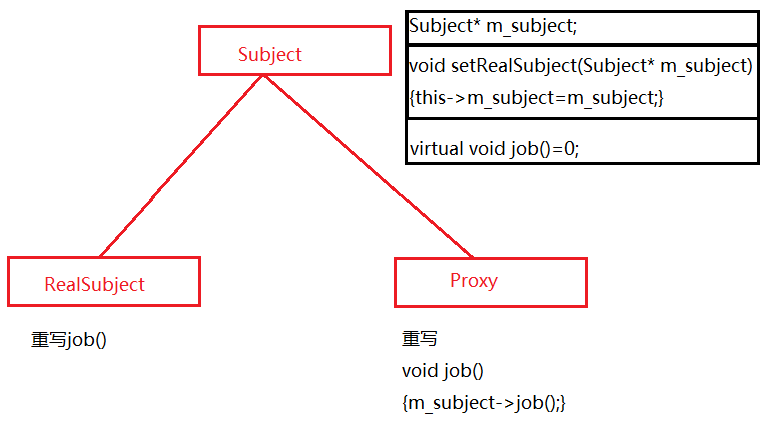 Subject
Subject* m_subject;
void setRealSubject(Subject* m_subject)
{this->m_subject=m_subject;}
virtual void job()=0;
RealSubject
Proxy
重写job()
重写
void job()
{m_subject->job();}